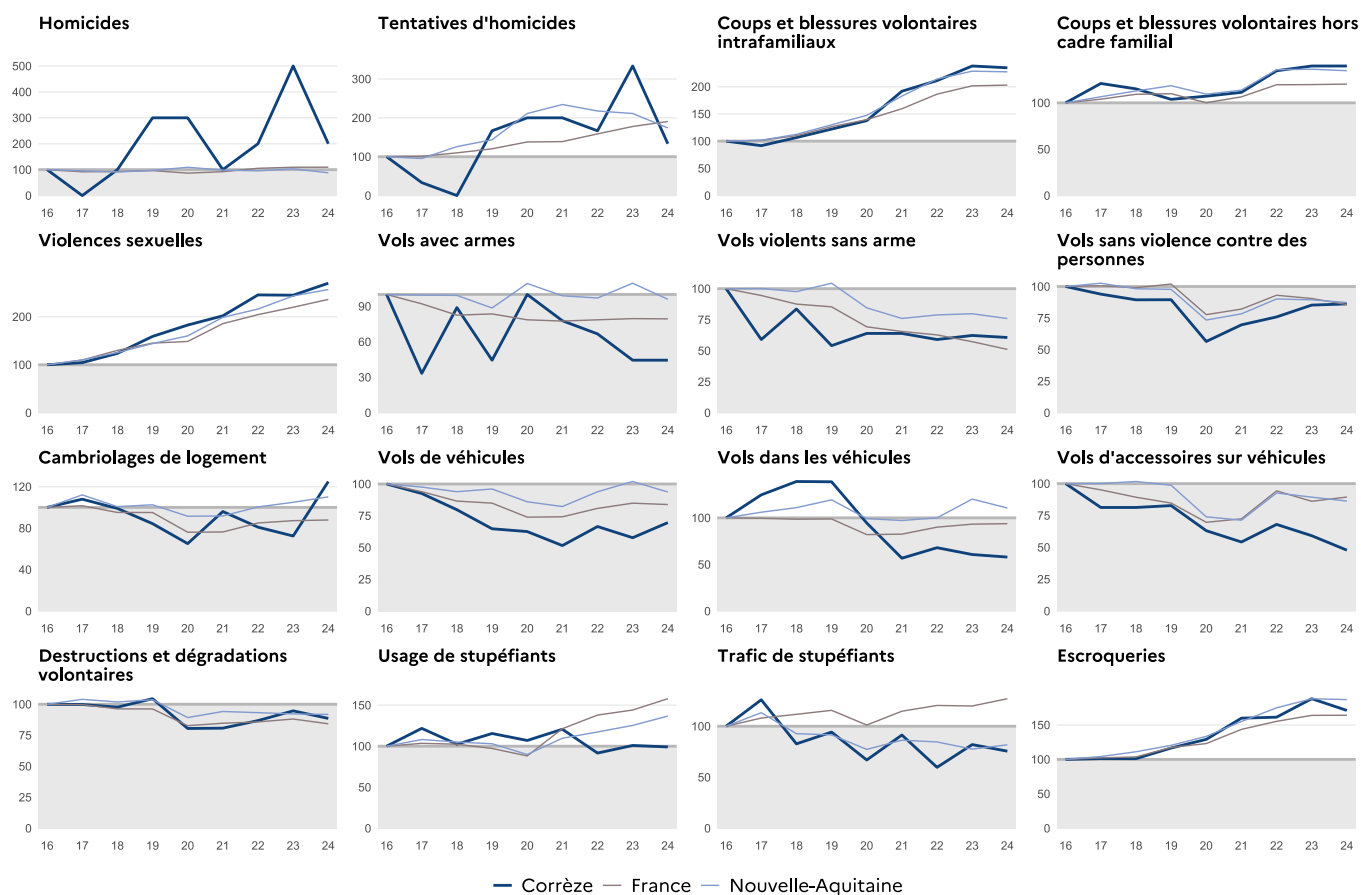 Homicides
500
400
300
200
100
0
16 17 18 19 20 21 22 23 24
Tentatives d'homicides
300
200
100
0
16 17 18 19 20 21 22 23 24
Coups et blessures volontaires
intrafamiliaux
200
150
100
50
0
16 17 18 19 20 21 22 23 24
Coups et blessures volontaires hors
cadre familial
100
50
0
16 17 18 19 20 21 22 23 24
Violences sexuelles
200
100
0
16 17 18 19 20 21 22 23 24
Vols avec armes
90
60
30
0
16 17 18 19 20 21 22 23 24
Vols violents sans arme
100
75
50
25
0
16 17 18 19 20 21 22 23 24
Vols sans violence contre des
personnes
100
75
50
25
0
16 17 18 19 20 21 22 23 24
Cambriolages de logement
120
80
40
0
16 17 18 19 20 21 22 23 24
Vols de véhicules
100
75
50
25
0
16 17 18 19 20 21 22 23 24
Vols dans les véhicules
100
50
0
16 17 18 19 20 21 22 23 24
Vols d'accessoires sur véhicules
100
75
50
25
0
16 17 18 19 20 21 22 23 24
Destructions et dégradations
volontaires
100
75
50
25
0
16 17 18 19 20 21 22 23 24
Usage de stupéfiants
150
100
50
0
16 17 18 19 20 21 22 23 24
Trafic de stupéfiants
100
50
0
16 17 18 19 20 21 22 23 24
Escroqueries
150
100
50
0
16 17 18 19 20 21 22 23 24
Corrèze France Nouvelle-Aquitaine